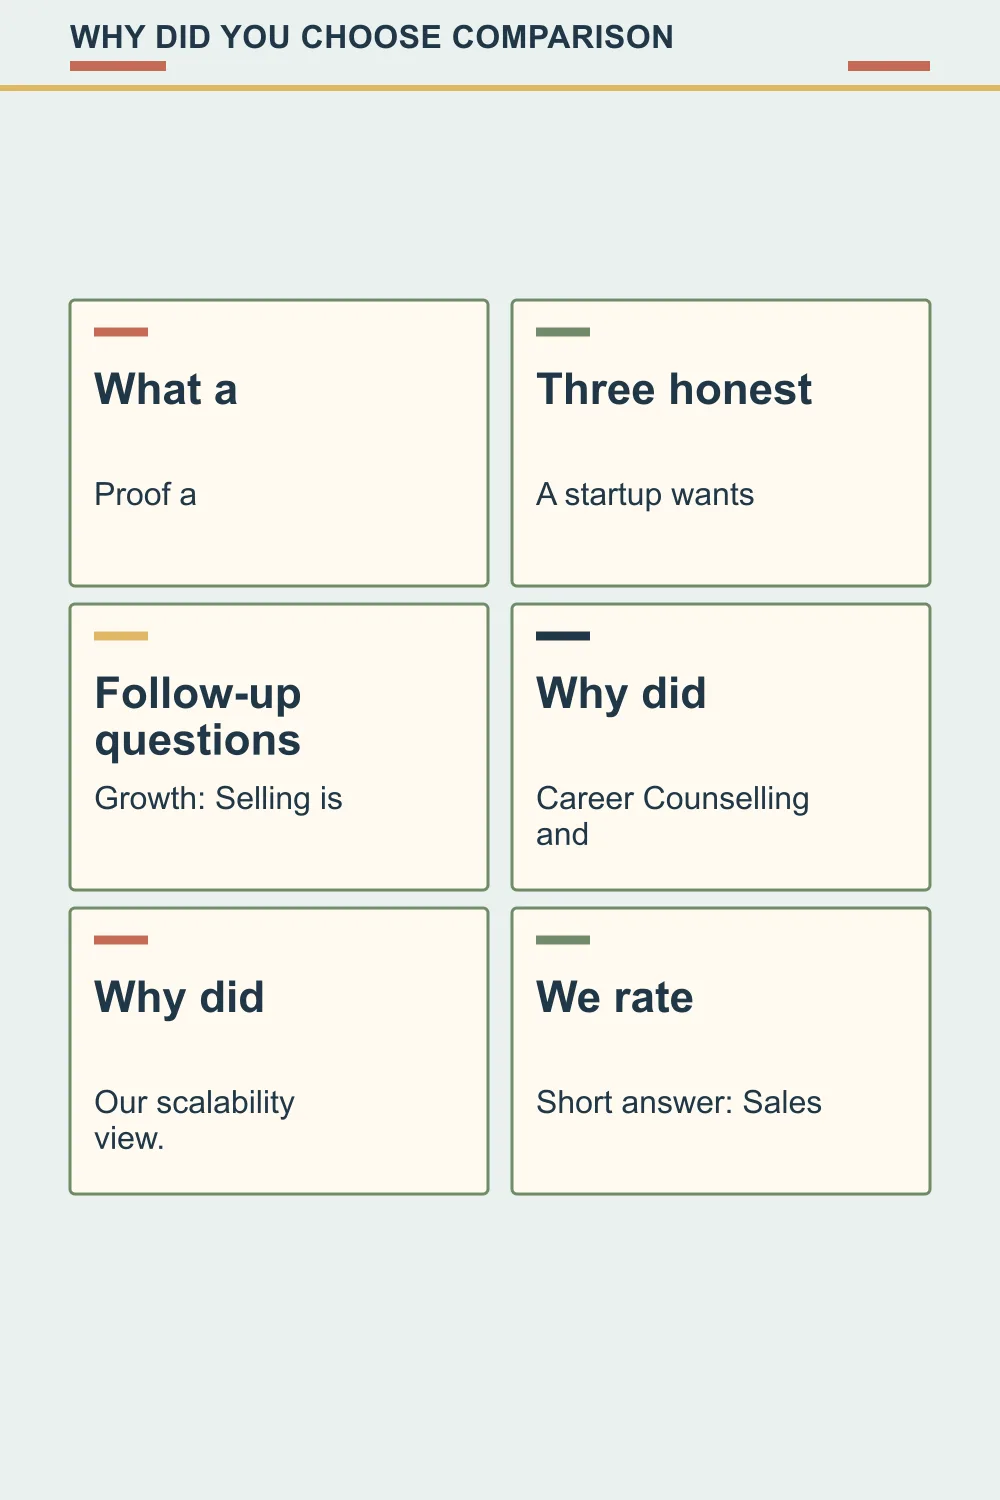 WHY DID YOU CHOOSE COMPARISON
What a
Proof a
Three honest
A startup wants
Follow-up
questions
Growth: Selling is
Why did
Career Counselling
and
Why did
Our scalability
view.
We rate
Short answer: Sales